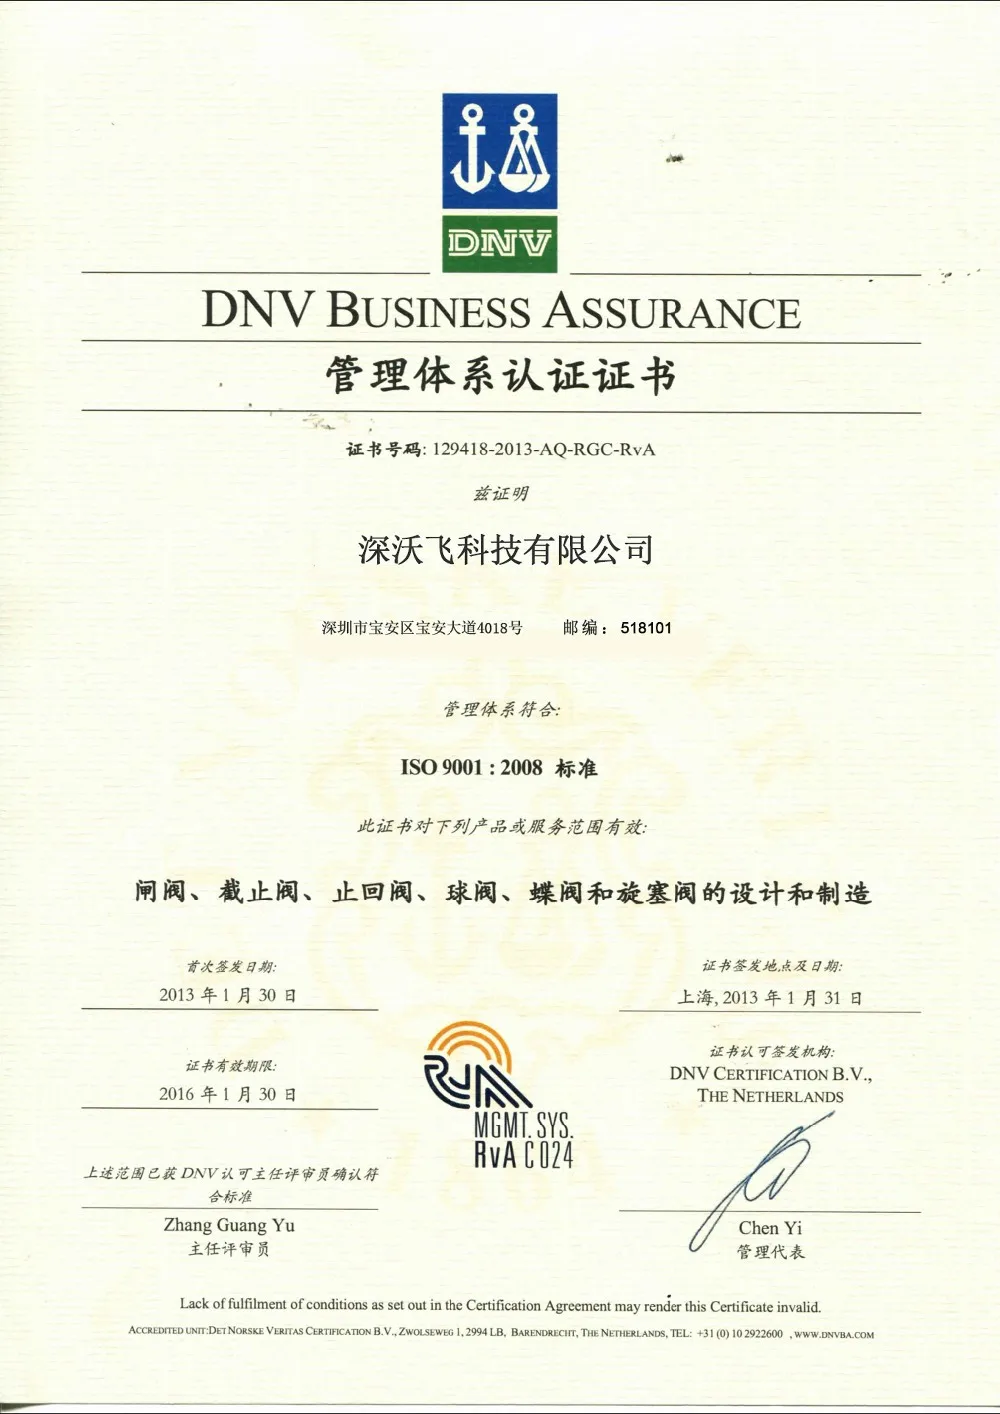 DNV
DNV BUSINESS ASSURANCE
管理体系认证证书
证书号码: 129418-2013-AQ-RGC-RvA
兹证明
深沃飞科技有限公司
深圳市宝安区宝安大道4018号 邮编：518101
管理体系符合:
ISO 9001 : 2008 标准
此证书对下列产品或服务范围有效:
闸阀、截止阀、止回阀、球阀、蝶阀和旋塞阀的设计和制造
首次签发日期:
2013 年 1 月 30 日
证书签发地点及日期:
上海, 2013 年 1 月 31 日
证书有效期限:
2016 年 1 月 30 日
证书认可签发机构:
DNV CERTIFICATION B.V.,
THE NETHERLANDS
RvA
MGMT. SYS.
RvA C 024
上述范围已获 DNV 认可主任评审员确认符
合标准
Zhang Guang Yu
主任评审员
Chen Yi
管理代表
Lack of fulfilment of conditions as set out in the Certification Agreement may render this Certificate invalid.
ACCREDITED UNIT:DET NORSKE VERITAS CERTIFICATION B.V., ZWOLSEWEG 1, 2994 LB, BARENDRECHT, THE NETHERLANDS, TEL: +31 (0) 10 2922600 , WWW.DNVBA.COM